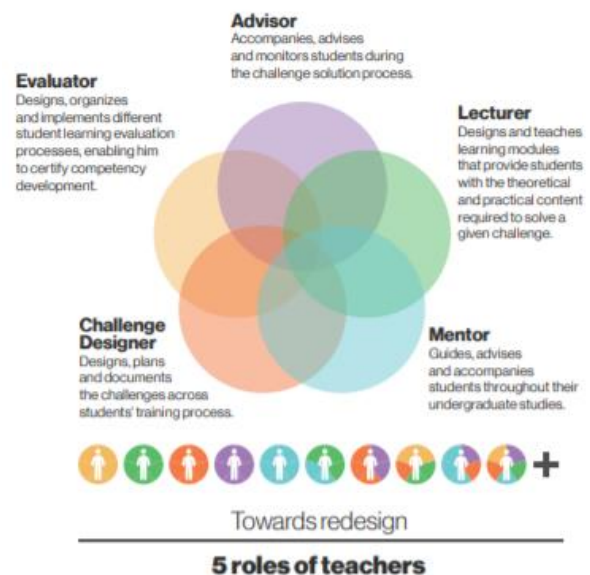 Advisor
Accompanies, advises
and monitors students during
the challenge solution process.
Evaluator
Designs, organizes
and implements different
student learning evaluation
processes, enabling him
to certify competency
development.
Lecturer
Designs and teaches
learning modules
that provide students
with the theoretical
and practical content
required to solve a
given challenge.
Challenge
Designer
Designs, plans
and documents
the challenges across
students' training process.
Mentor
Guides, advises
and accompanies
students throughout their
undergraduate studies.
+
Towards redesign
5 roles of teachers